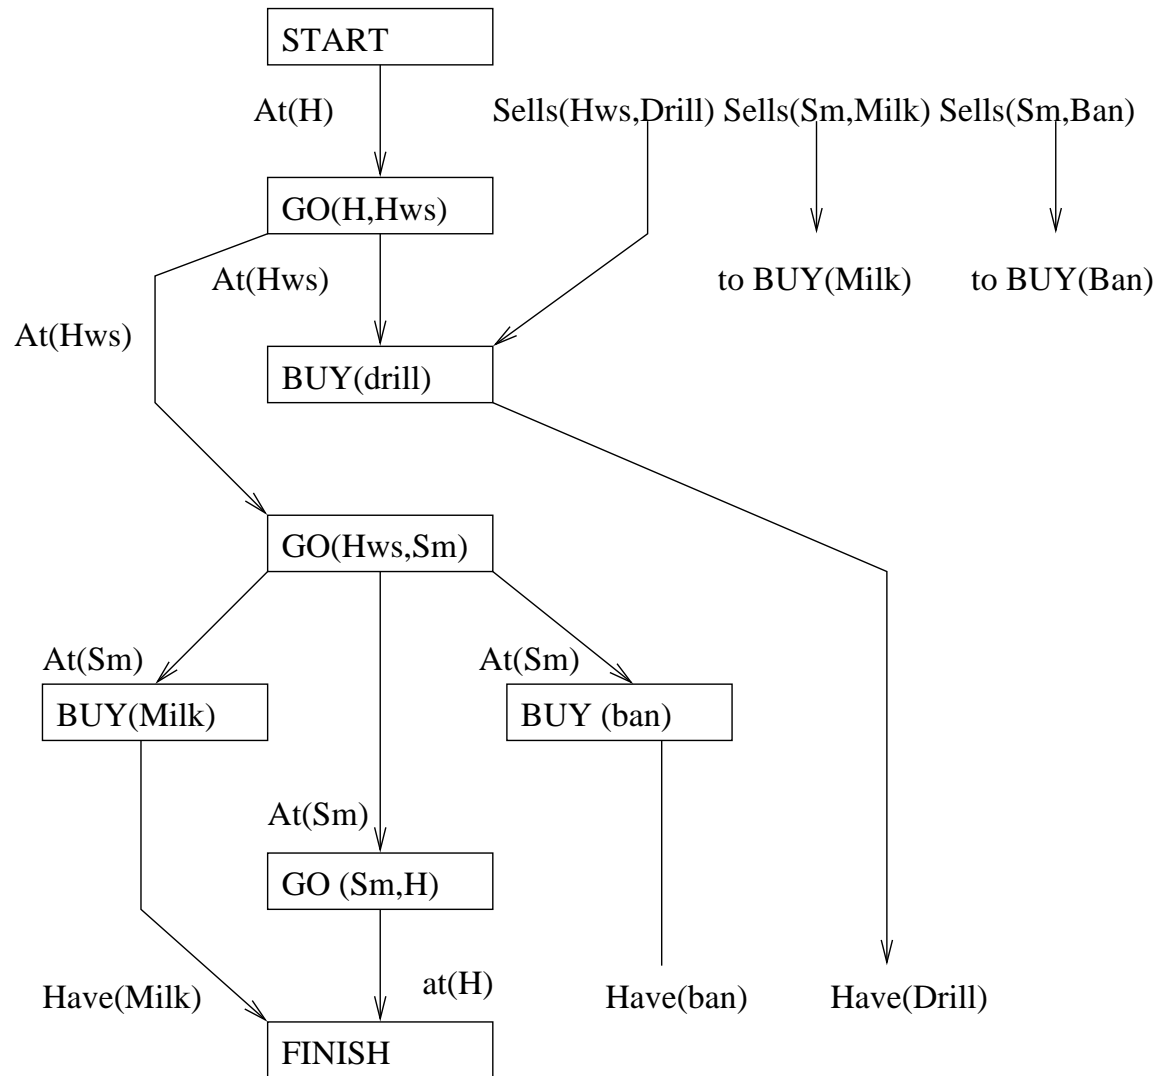 START
At(H)
Sells(Hws,Drill) Sells(Sm,Milk) Sells(Sm,Ban)
GO(H,Hws)
At(Hws)
to BUY(Milk)
to BUY(Ban)
At(Hws)
BUY(drill)
GO(Hws,Sm)
At(Sm)
At(Sm)
BUY(Milk)
BUY (ban)
At(Sm)
GO (Sm,H)
Have(Milk)
at(H)
Have(ban)
Have(Drill)
FINISH